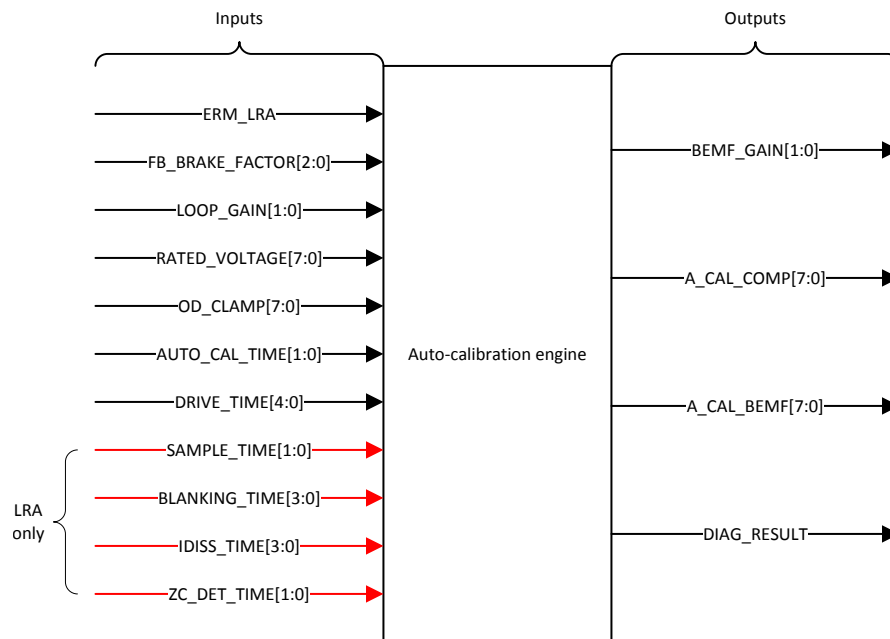 Inputs
Outputs
ERM_LRA
FB_BRAKE_FACTOR[2:0]
LOOP_GAIN[1:0]
RATED_VOLTAGE[7:0]
OD_CLAMP[7:0]
AUTO_CAL_TIME[1:0]
DRIVE_TIME[4:0]
SAMPLE_TIME[1:0]
BLANKING_TIME[3:0]
IDISS_TIME[3:0]
ZC_DET_TIME[1:0]
LRA
only
Auto-calibration engine
BEMF_GAIN[1:0]
A_CAL_COMP[7:0]
A_CAL_BEMF[7:0]
DIAG_RESULT